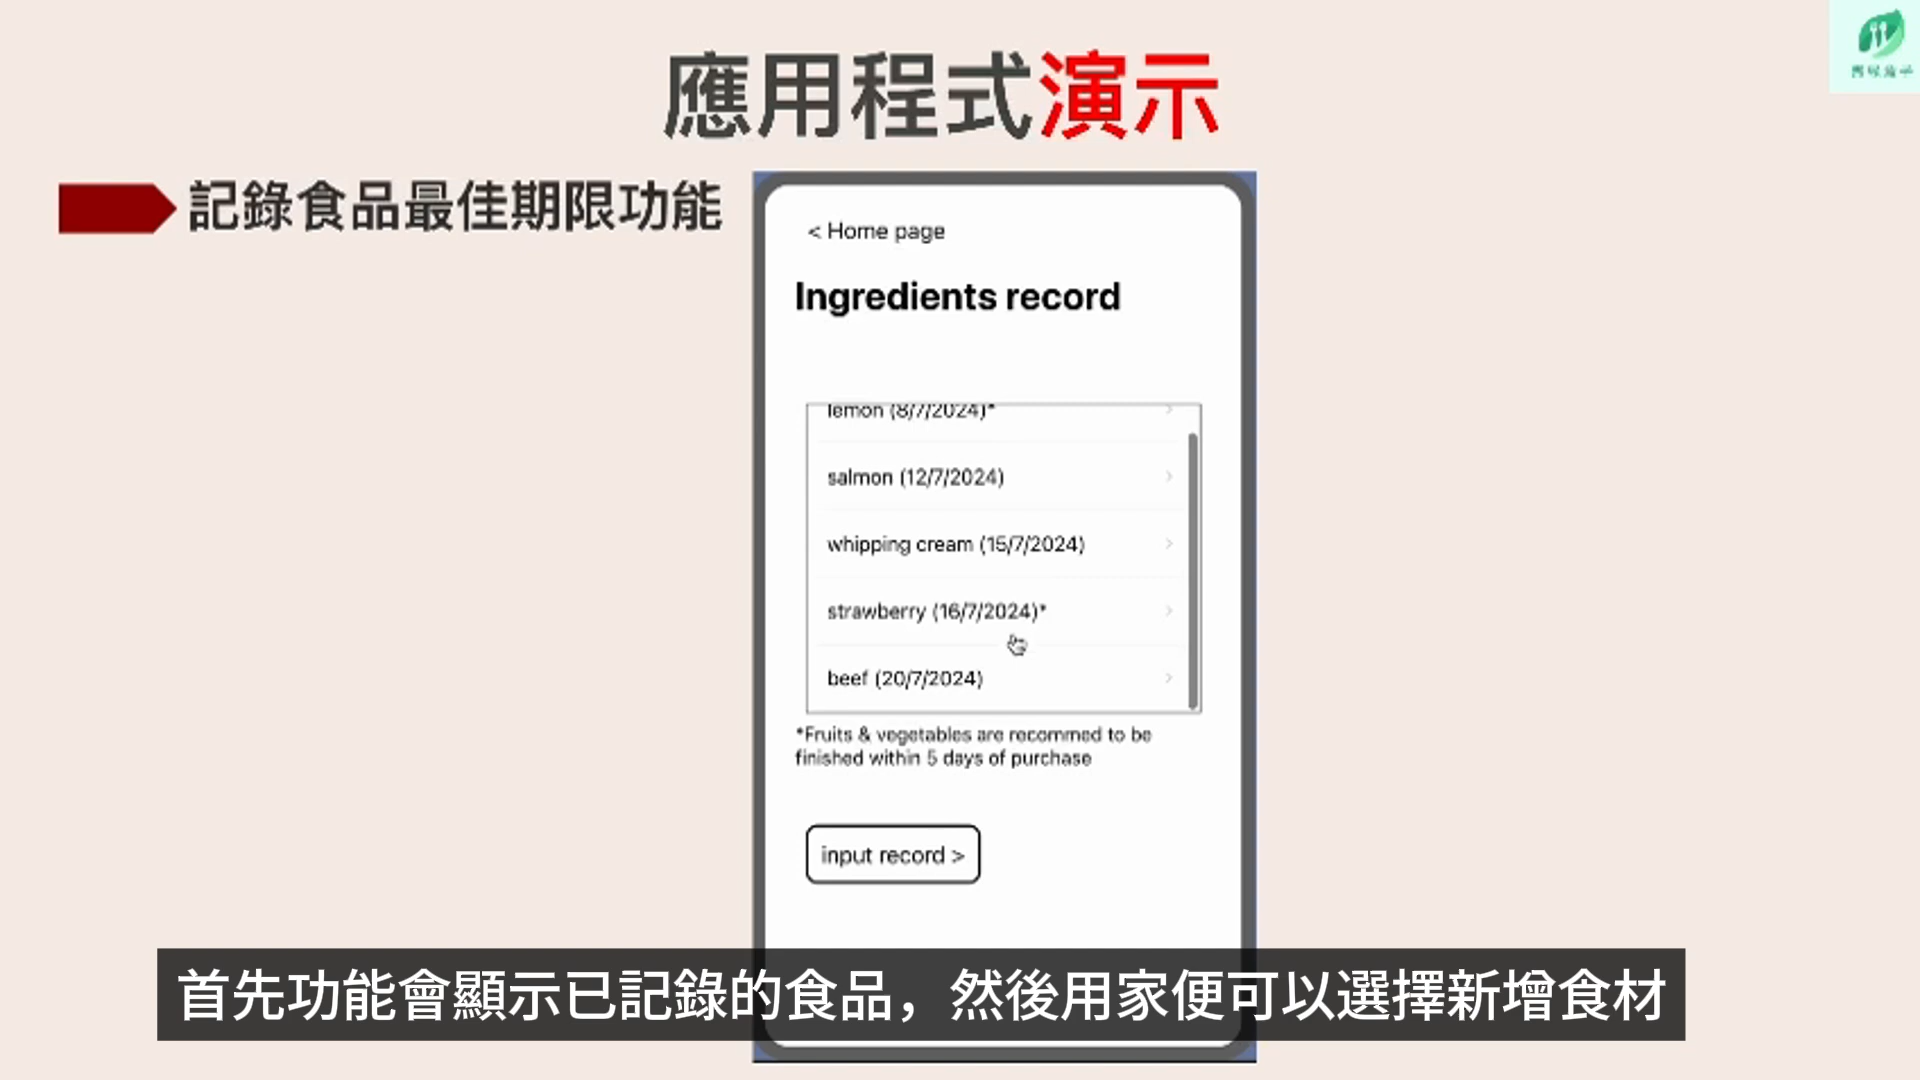 應用程式演示
記錄食品最佳期限功能
< Home page
Ingredients record
lemon (8/7/2024)*
salmon (12/7/2024)
whipping cream (15/7/2024)
strawberry (16/7/2024)*
beef (20/7/2024)
*Fruits & vegetables are recommed to be
finished within 5 days of purchase
input record >
首先功能會顯示已記錄的食品，然後用家便可以選擇新增食材